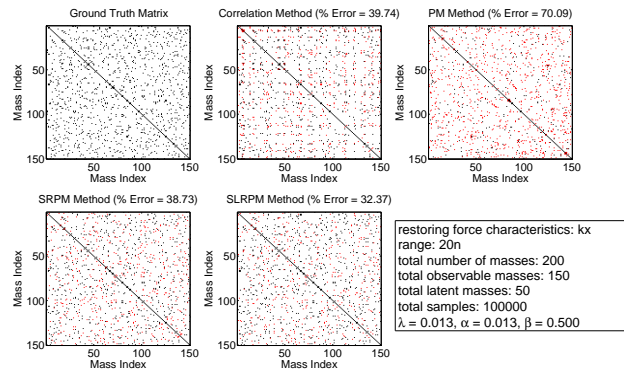 Ground Truth Matrix
50
100
150
50 100 150
Mass Index
Mass Index
Correlation Method (% Error = 39.74)
50
100
150
50 100 150
Mass Index
Mass Index
PM Method (% Error = 70.09)
50
100
150
50 100 150
Mass Index
Mass Index
SRPM Method (% Error = 38.73)
50
100
150
50 100 150
Mass Index
Mass Index
SLRPM Method (% Error = 32.37)
50
100
150
50 100 150
Mass Index
Mass Index
restoring force characteristics: kx
range: 20n
total number of masses: 200
total observable masses: 150
total latent masses: 50
total samples: 100000
λ = 0.013, α = 0.013, β = 0.500